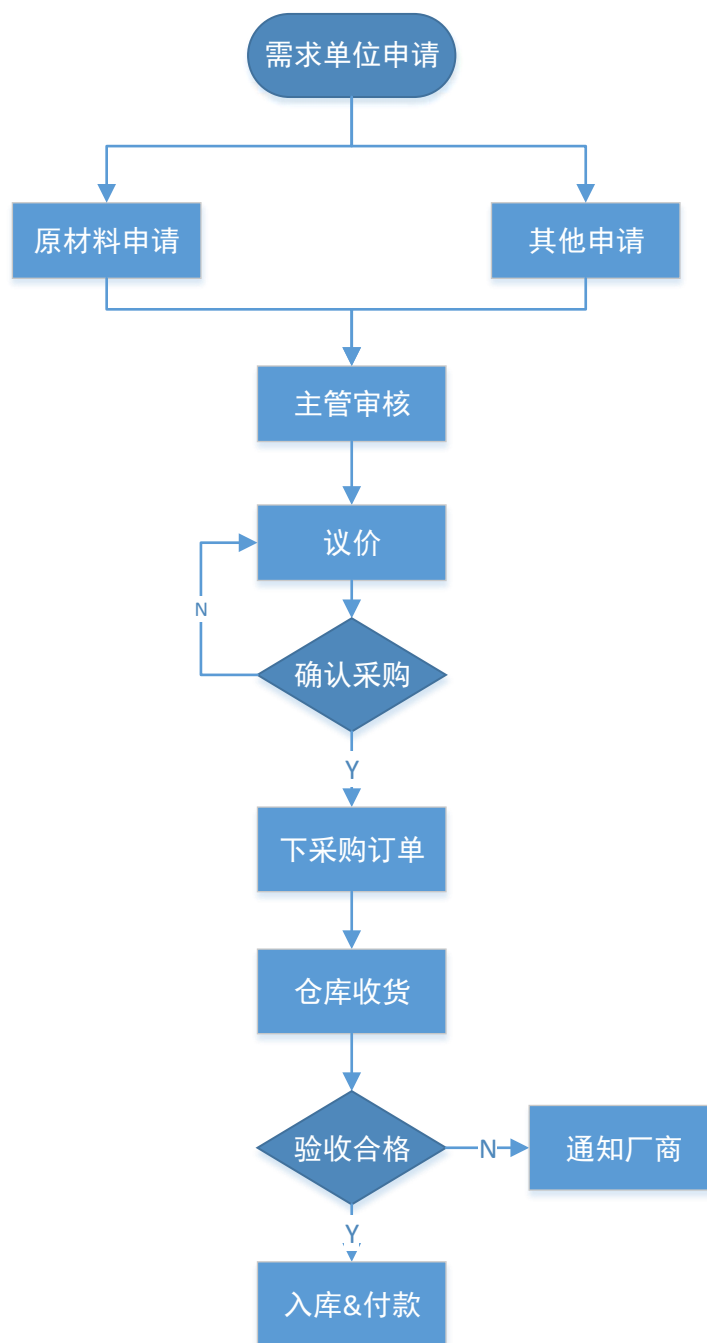 需求单位申请
原材料申请
其他申请
主管审核
议价
N
确认采购
Y
下采购订单
仓库收货
验收合格
N
通知厂商
Y
入库&付款